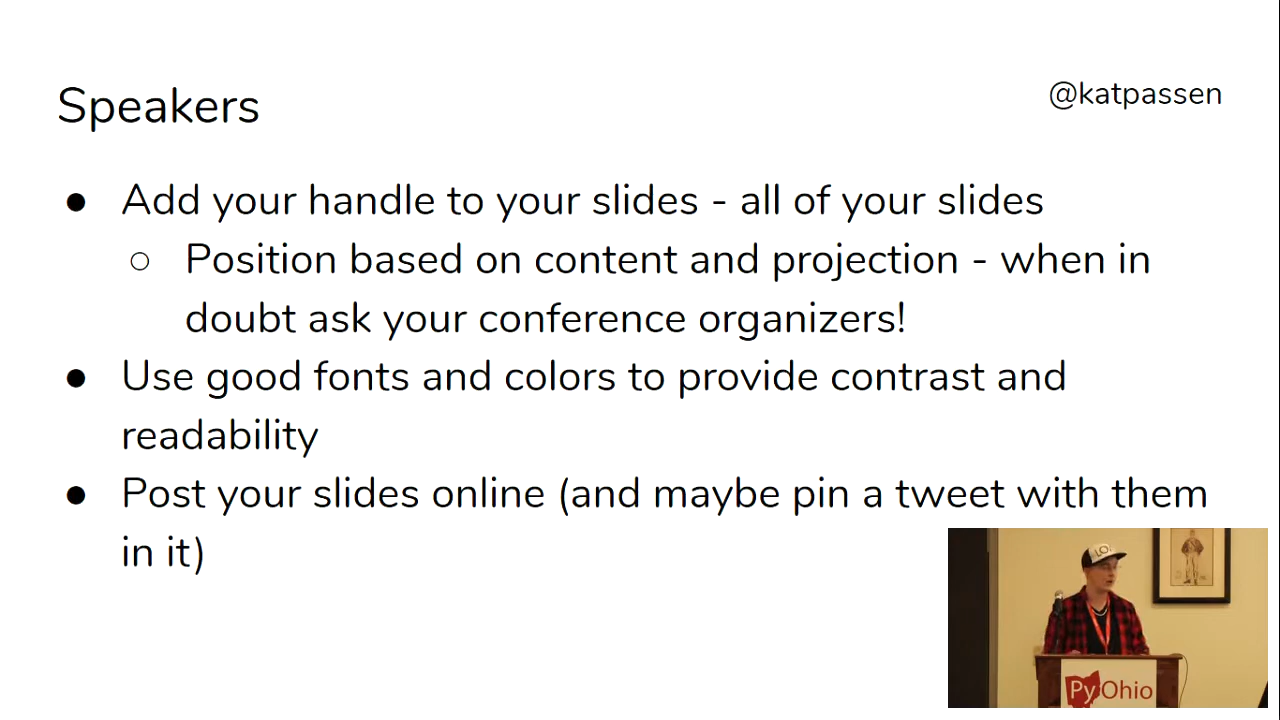 Speakers
@katpassen
● Add your handle to your slides - all of your slides
○ Position based on content and projection - when in
doubt ask your conference organizers!
● Use good fonts and colors to provide contrast and
readability
● Post your slides online (and maybe pin a tweet with them
in it)
PyOhio